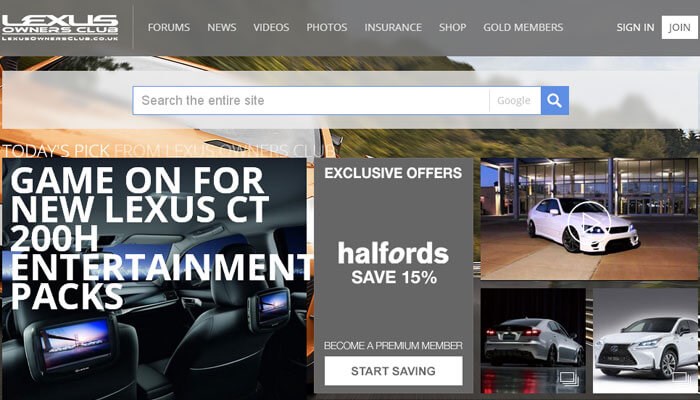 LEXUS
OWNERS CLUB
LEXUSOWNERSCLUB.CO.UK
FORUMS NEWS VIDEOS PHOTOS INSURANCE SHOP GOLD MEMBERS SIGN IN JOIN
Search the entire site Google
TODAY'S PICK FROM LEXUS OWNERS CLUB
GAME ON FOR
NEW LEXUS CT
200H
ENTERTAINMENT
PACKS
EXCLUSIVE OFFERS
halfords
SAVE 15%
BECOME A PREMIUM MEMBER
START SAVING